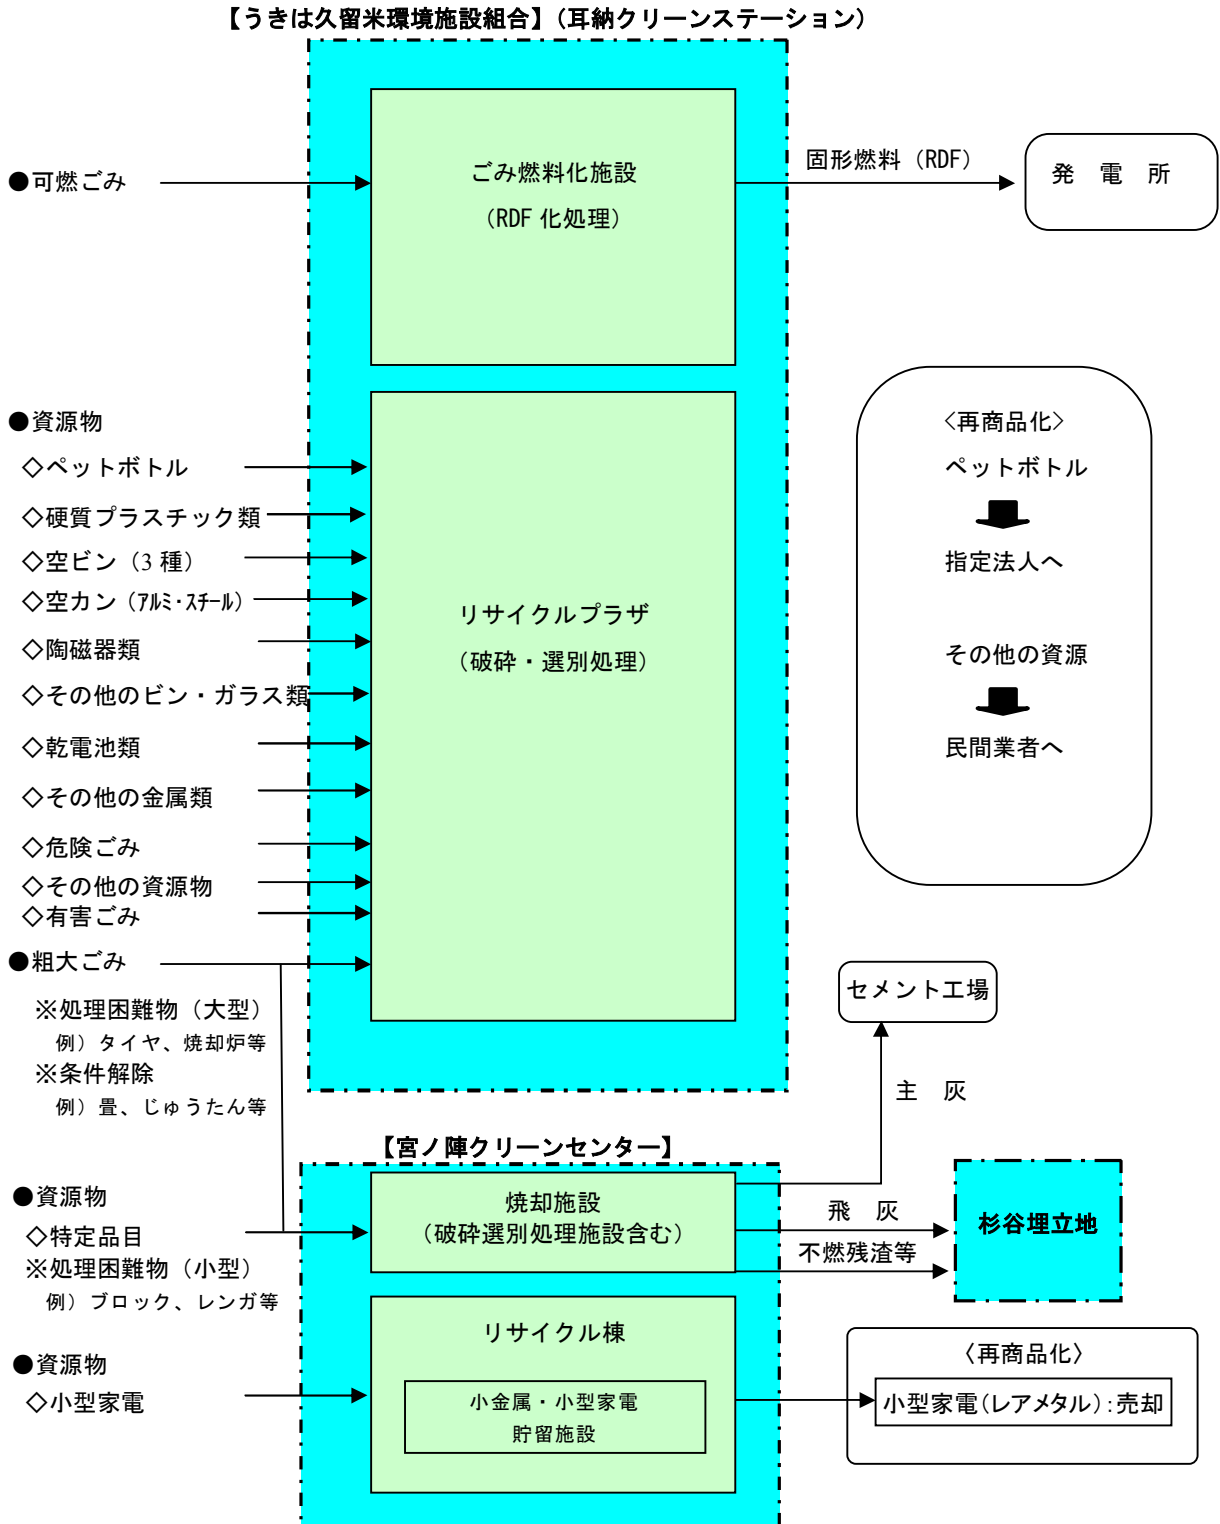 【うきは久留米環境施設組合】（耳納クリーンステーション）
●可燃ごみ
ごみ燃料化施設
（RDF 化処理）
固形燃料（RDF）
発　電　所
●資源物
◇ペットボトル
◇硬質プラスチック類
◇空ビン（3 種）
◇空カン（ｱﾙﾐ・ｽﾁｰﾙ）
◇陶磁器類
◇その他のビン・ガラス類
◇乾電池類
◇その他の金属類
◇危険ごみ
◇その他の資源物
◇有害ごみ
●粗大ごみ
※処理困難物（大型）
例）タイヤ、焼却炉等
※条件解除
例）畳、じゅうたん等
リサイクルプラザ
（破砕・選別処理）
〈再商品化〉
ペットボトル
指定法人へ
その他の資源
民間業者へ
セメント工場
主　灰
【宮ノ陣クリーンセンター】
●資源物
◇特定品目
※処理困難物（小型）
例）ブロック、レンガ等
焼却施設
（破砕選別処理施設含む）
飛　灰
不燃残渣等
杉谷埋立地
●資源物
◇小型家電
リサイクル棟
小金属・小型家電
貯留施設
〈再商品化〉
小型家電（レアメタル）：売却